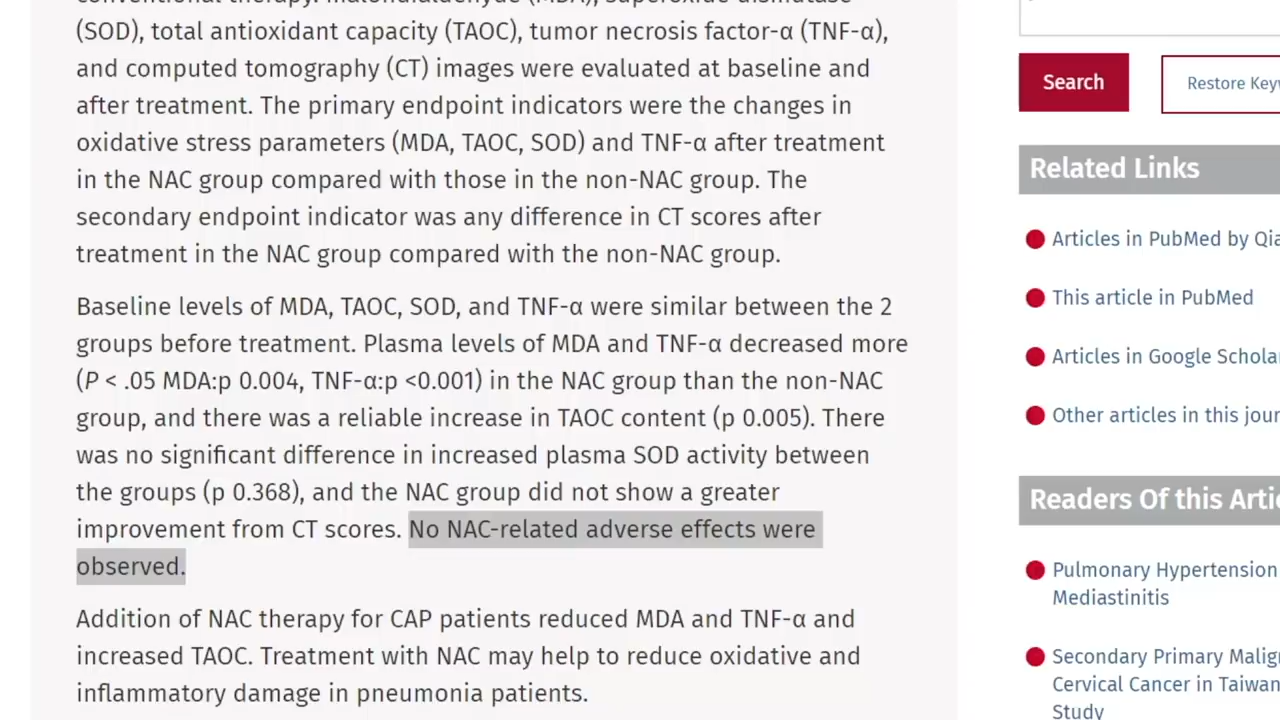 conventional therapy. malondialdehyde (MDA), superoxide dismutase
(SOD), total antioxidant capacity (TAOC), tumor necrosis factor-α (TNF-α),
and computed tomography (CT) images were evaluated at baseline and
after treatment. The primary endpoint indicators were the changes in
oxidative stress parameters (MDA, TAOC, SOD) and TNF-α after treatment
in the NAC group compared with those in the non-NAC group. The
secondary endpoint indicator was any difference in CT scores after
treatment in the NAC group compared with the non-NAC group.
Baseline levels of MDA, TAOC, SOD, and TNF-α were similar between the 2
groups before treatment. Plasma levels of MDA and TNF-α decreased more
(P < .05 MDA:p 0.004, TNF-α:p <0.001) in the NAC group than the non-NAC
group, and there was a reliable increase in TAOC content (p 0.005). There
was no significant difference in increased plasma SOD activity between
the groups (p 0.368), and the NAC group did not show a greater
improvement from CT scores. No NAC-related adverse effects were
observed.
Addition of NAC therapy for CAP patients reduced MDA and TNF-α and
increased TAOC. Treatment with NAC may help to reduce oxidative and
inflammatory damage in pneumonia patients.
Search
Restore Key
Related Links
Articles in PubMed by Qia
This article in PubMed
Articles in Google Schola
Other articles in this jour
Readers Of this Arti
Pulmonary Hypertension
Mediastinitis
Secondary Primary Malig
Cervical Cancer in Taiwan
Study